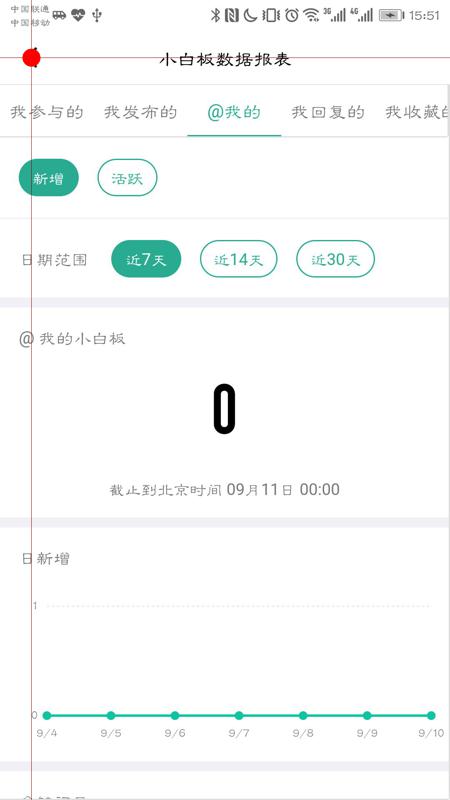 中国联通
中国移动
3G 4G 15:51
小白板数据报表
我参与的 我发布的 @我的 我回复的 我收藏的
新增 活跃
日期范围 近7天 近14天 近30天
@ 我的小白板
0
截止到北京时间 09月11日 00:00
日新增
1
0
9/4 9/5 9/6 9/7 9/8 9/9 9/10